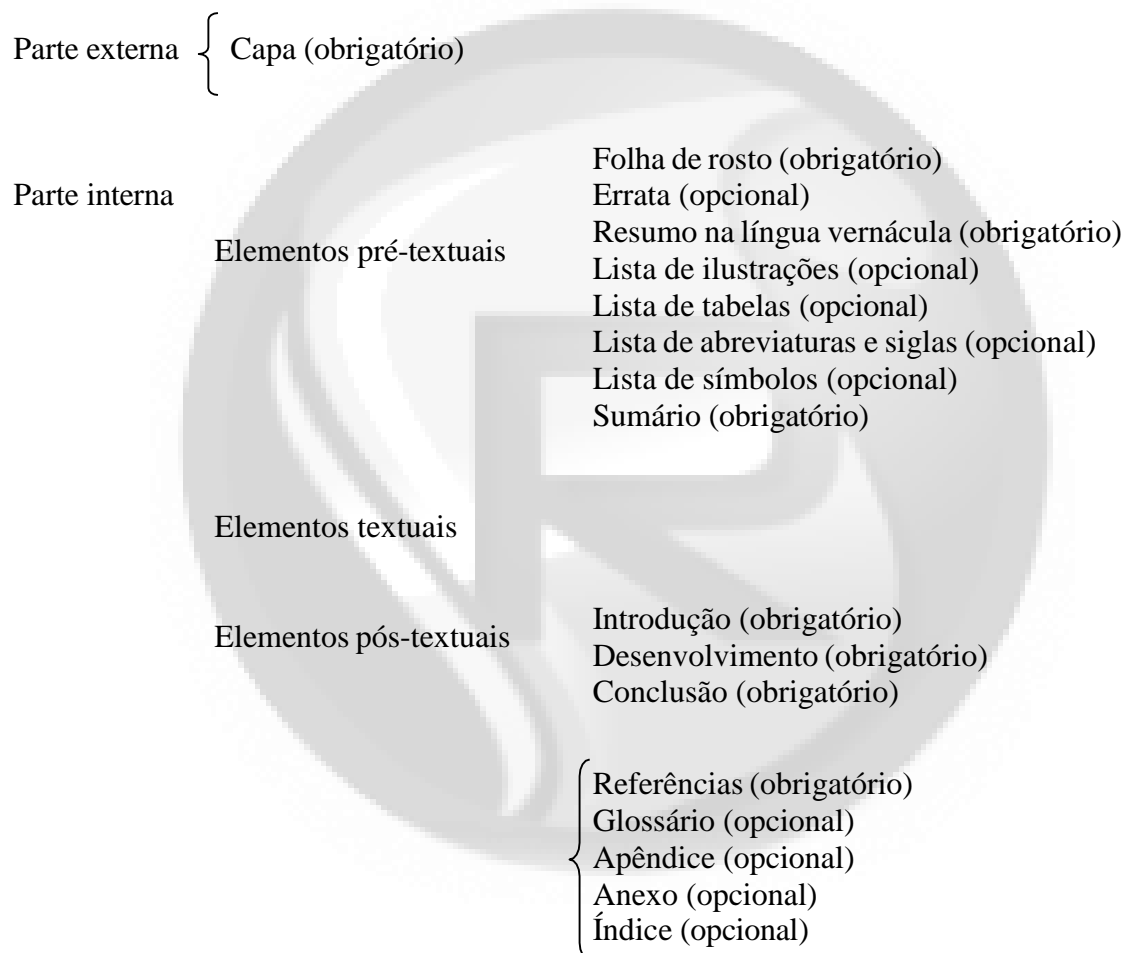 Parte externa
Capa (obrigatório)
Parte interna
Elementos pré-textuais
Folha de rosto (obrigatório)
Errata (opcional)
Resumo na língua vernácula (obrigatório)
Lista de ilustrações (opcional)
Lista de tabelas (opcional)
Lista de abreviaturas e siglas (opcional)
Lista de símbolos (opcional)
Sumário (obrigatório)
Elementos textuais
Elementos pós-textuais
Introdução (obrigatório)
Desenvolvimento (obrigatório)
Conclusão (obrigatório)
Referências (obrigatório)
Glossário (opcional)
Apêndice (opcional)
Anexo (opcional)
Índice (opcional)